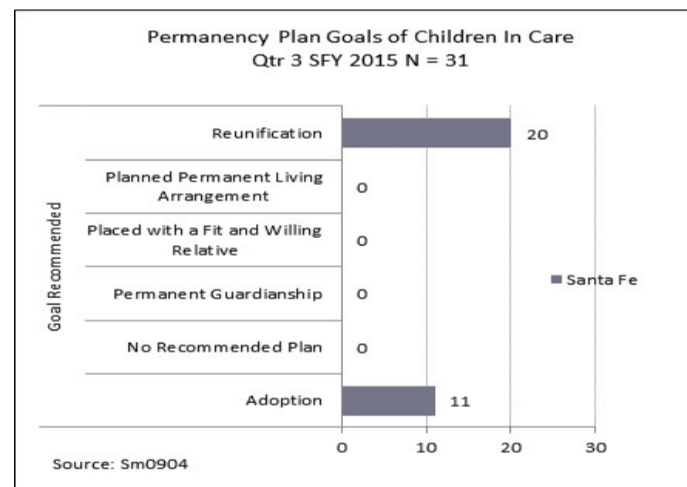 Permanency Plan Goals of Children In Care
Qtr 3 SFY 2015 N = 31
Goal Recommended
Reunification
20
Planned Permanent Living
Arrangement
0
Placed with a Fit and Willing
Relative
0
Permanent Guardianship
0
No Recommended Plan
0
Adoption
11
0
10
20
30
Santa Fe
Source: Sm0904